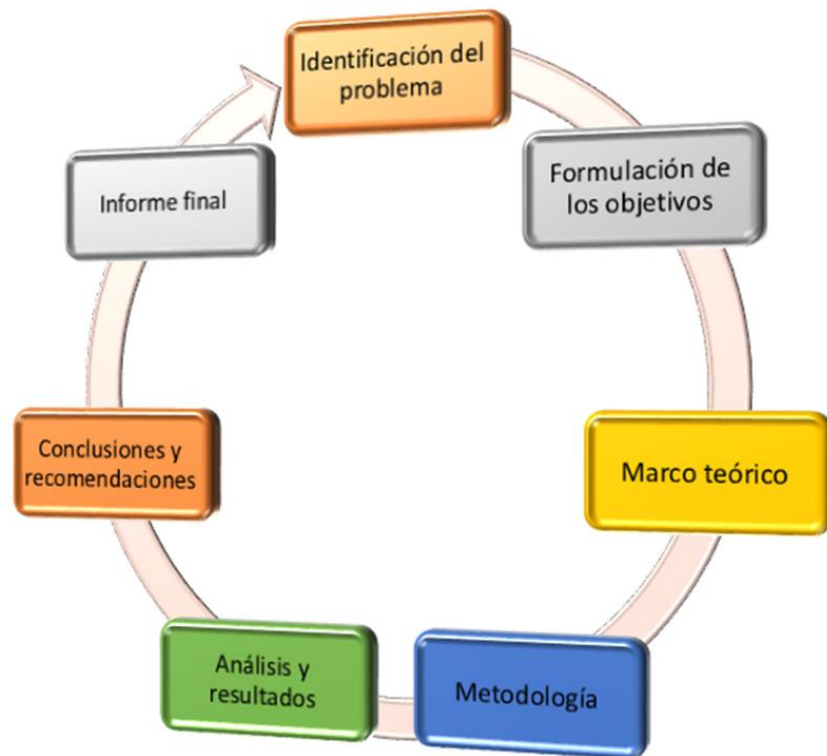 Identificación del
problema
Formulación de
los objetivos
Marco teórico
Metodología
Análisis y
resultados
Conclusiones y
recomendaciones
Informe final